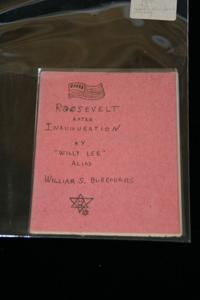 ROOSEVELT
AFTER
INAUGURATION
BY
"WILLY LEE"
ALIAS
WILLIAM S. BURROUGHS